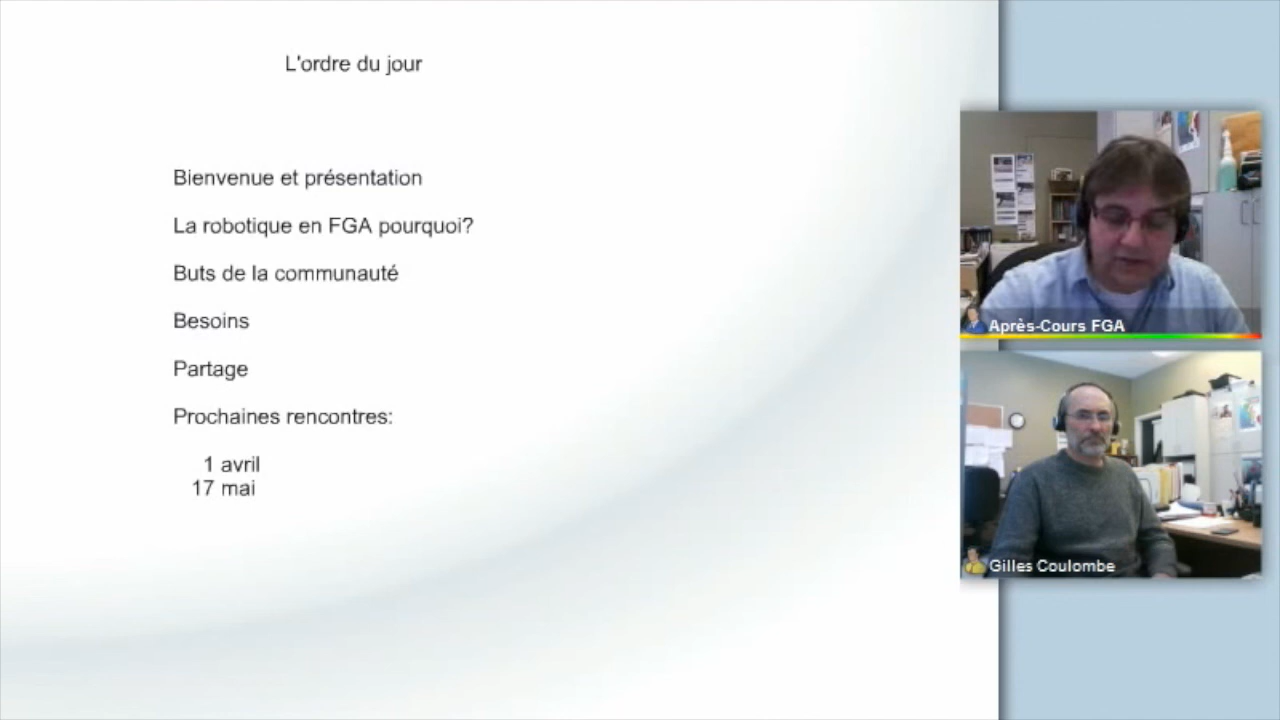 L'ordre du jour
Bienvenue et présentation
La robotique en FGA pourquoi?
Buts de la communauté
Besoins
Partage
Prochaines rencontres:
1 avril
17 mai
Après-Cours FGA
Gilles Coulombe